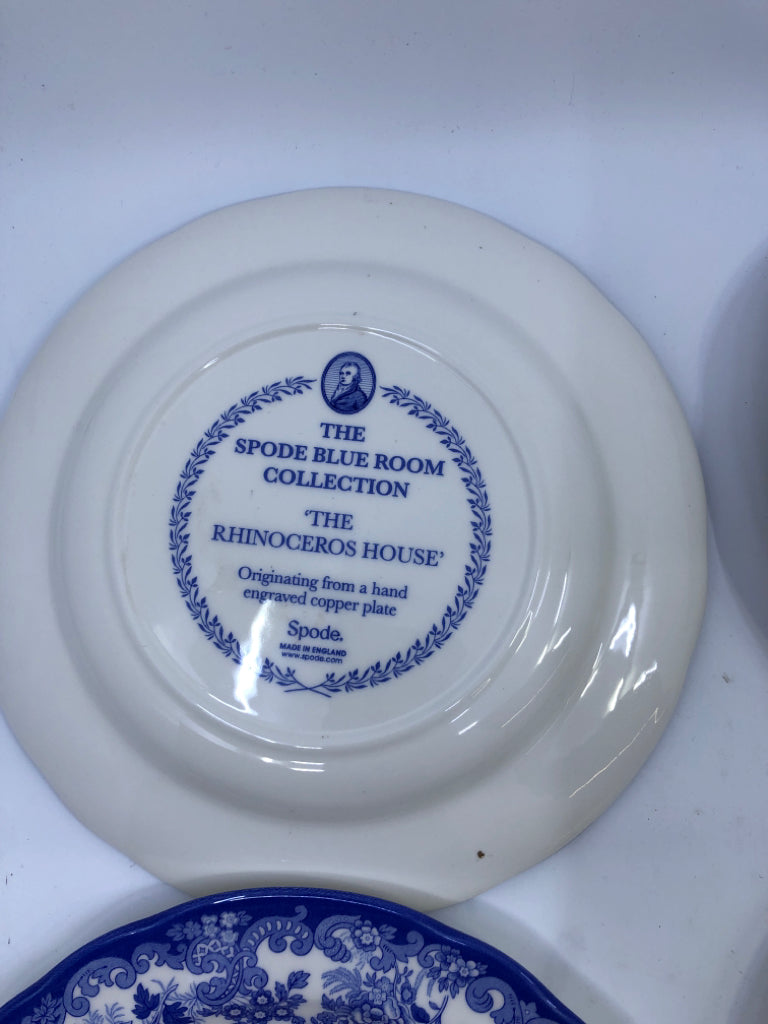 THE
SPODE BLUE ROOM
COLLECTION
‘THE
RHINOCEROS HOUSE’
Originating from a hand
engraved copper plate
Spode.
MADE IN ENGLAND
www.spode.com